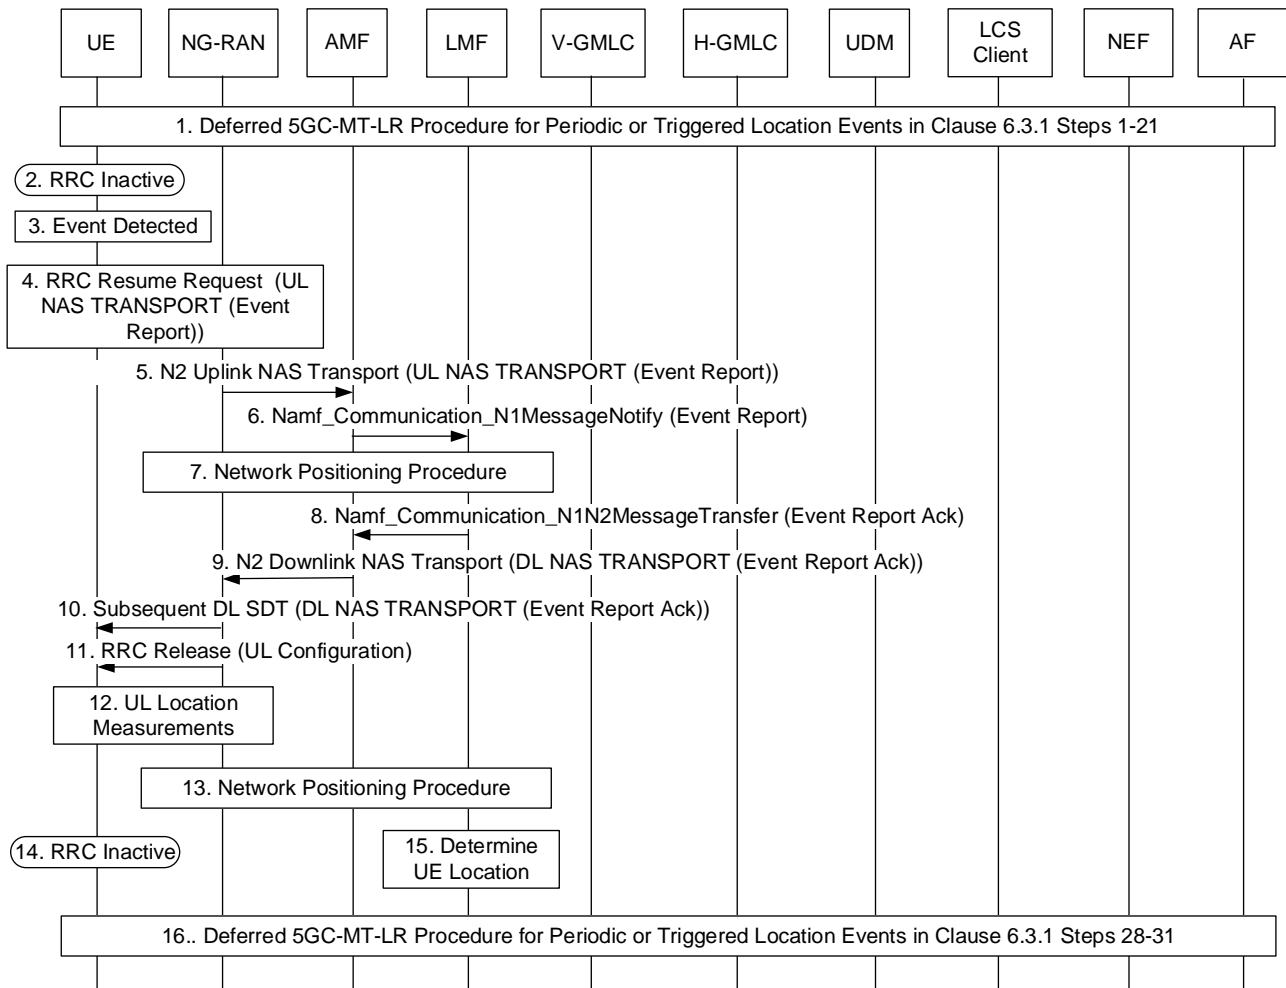 UE
NG-RAN
AMF
LMF
V-GMLC
H-GMLC
UDM
LCS
Client
NEF
AF
1. Deferred 5GC-MT-LR Procedure for Periodic or Triggered Location Events in Clause 6.3.1 Steps 1-21
2. RRC Inactive
3. Event Detected
4. RRC Resume Request  (UL
NAS TRANSPORT (Event
Report))
5. N2 Uplink NAS Transport (UL NAS TRANSPORT (Event Report))
6. Namf_Communication_N1MessageNotify (Event Report)
7. Network Positioning Procedure
8. Namf_Communication_N1N2MessageTransfer (Event Report Ack)
9. N2 Downlink NAS Transport (DL NAS TRANSPORT (Event Report Ack))
10. Subsequent DL SDT (DL NAS TRANSPORT (Event Report Ack))
11. RRC Release (UL Configuration)
12. UL Location
Measurements
13. Network Positioning Procedure
14. RRC Inactive
15. Determine
UE Location
16.. Deferred 5GC-MT-LR Procedure for Periodic or Triggered Location Events in Clause 6.3.1 Steps 28-31